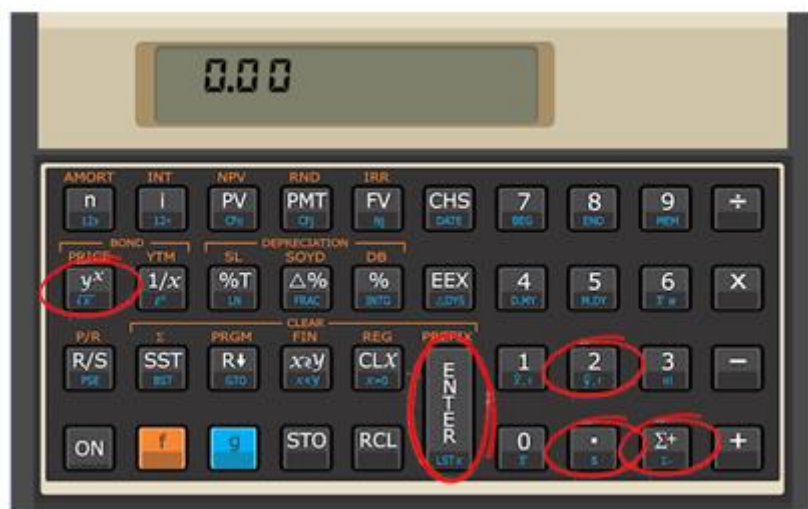 0.00
AMORT INT NPV RND IRR
n i PV PMT FV CHS 7 8 9 ÷
12x 12÷ CFo CFj Nj DATE BEG END MEM
BOND DEPRECIATION
PRICE YTM SL SOYD DB
yx 1/x %T Δ% % EEX 4 5 6 X
LN FRAC INTG ΔDYS D.MY M.DY
CLEAR
P/R Σ PRGM FIN REG PREFIX
R/S SST R↓ x≷y CLX ENTER 1 2 3 −
PSE BST GTO x≤y x=0 n!
ON f g STO RCL 0 • Σ+ +
LSTx Σ-